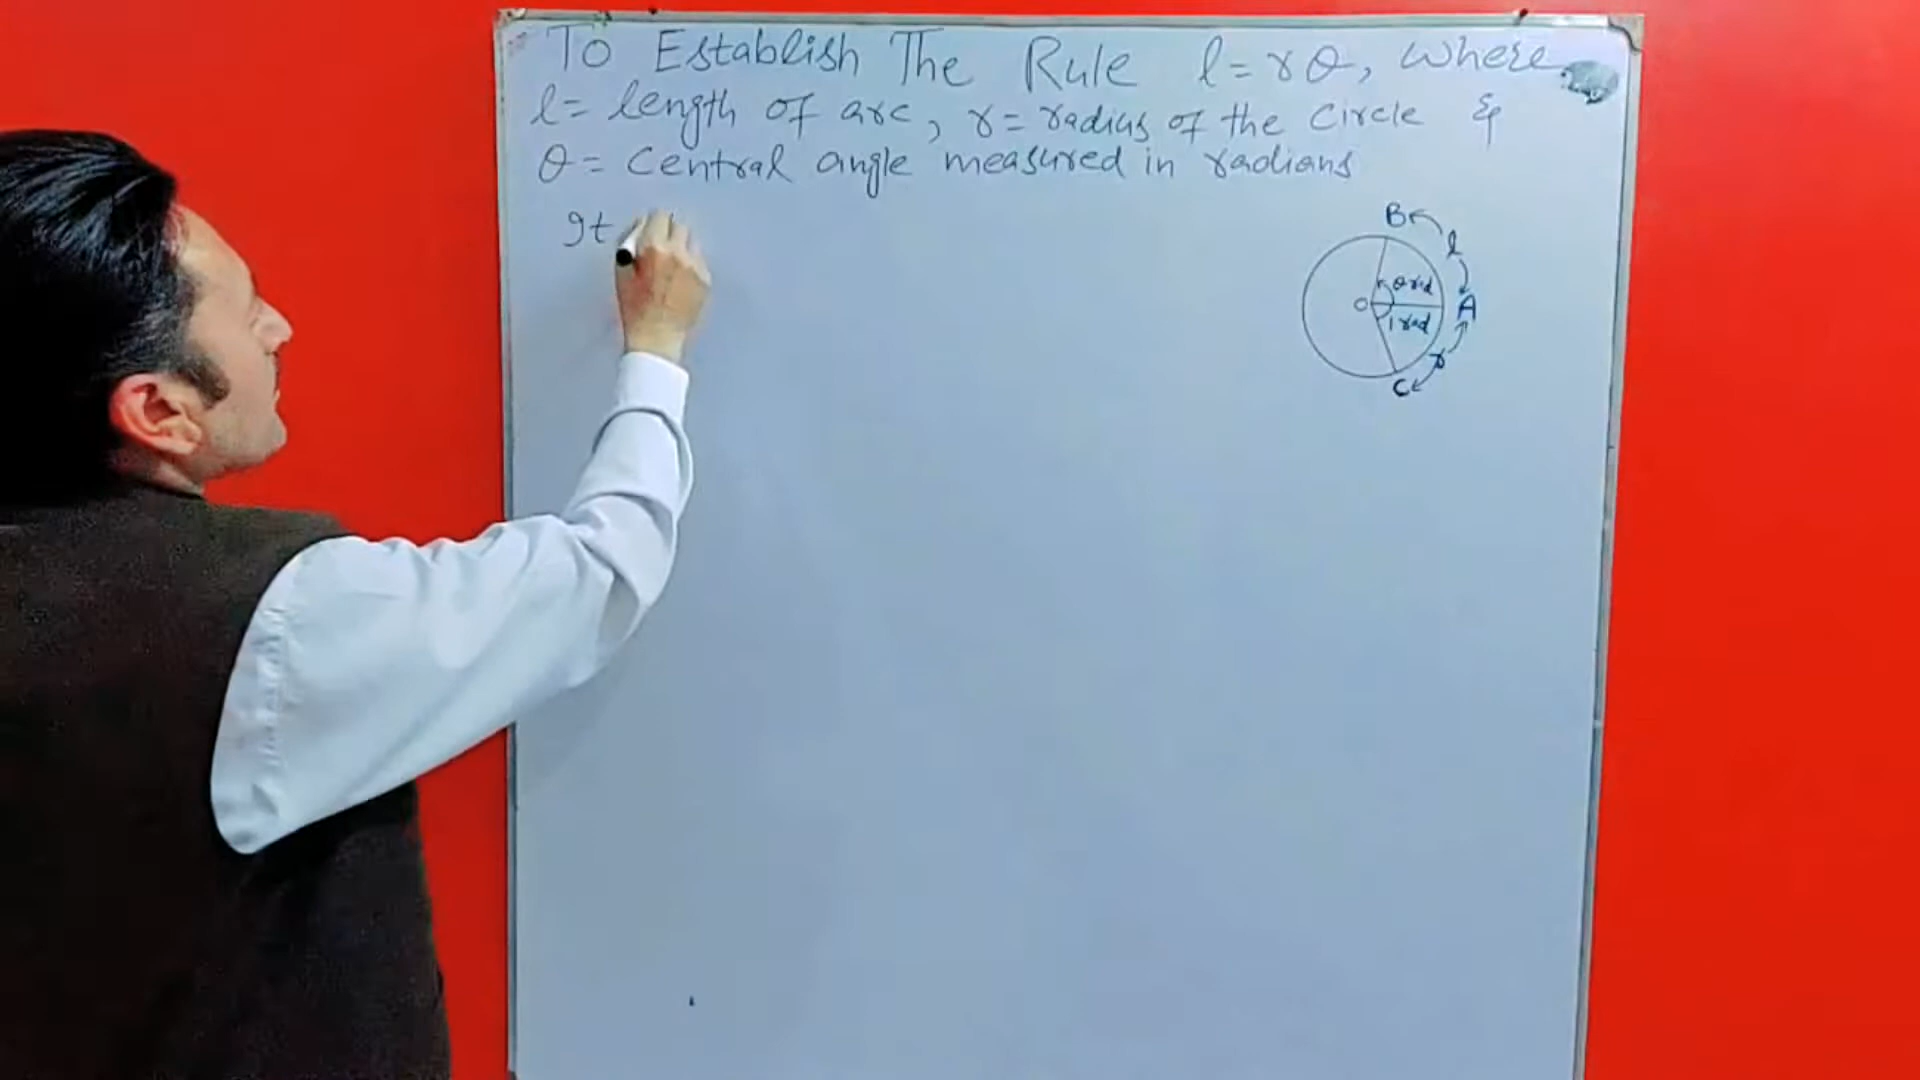 To Establish The Rule l = rθ, where
l = length of arc, r = radius of the circle &
θ = Central angle measured in radians
It
B
l
θ rad
O
A
1 rad
r
C